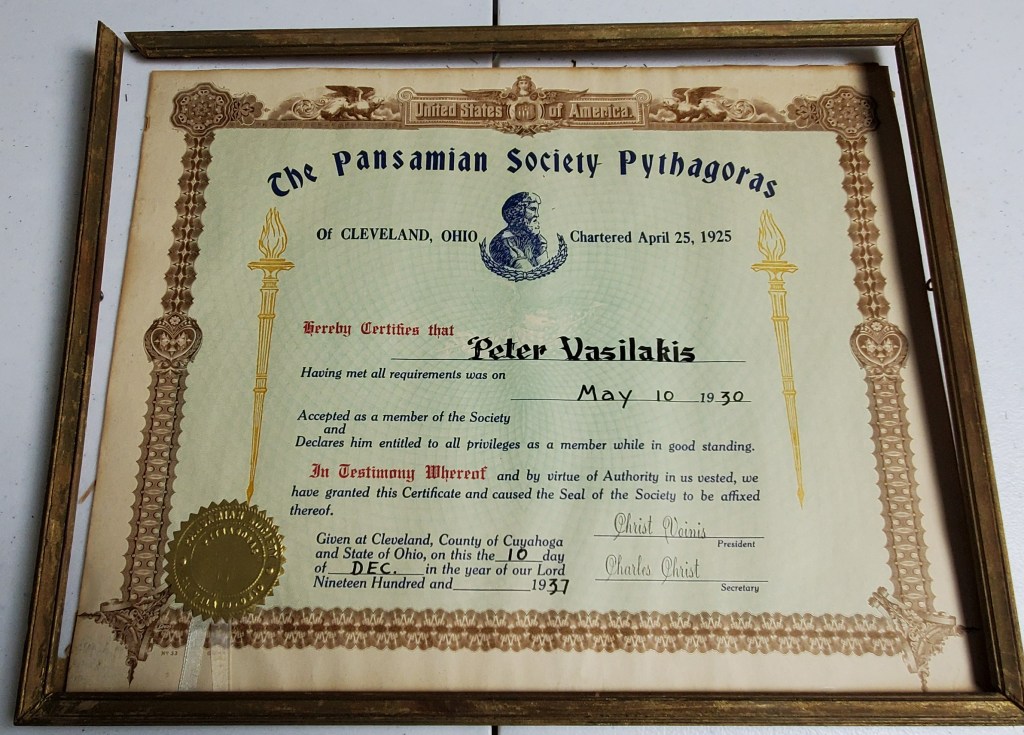 United States of America.
The Pansamian Society Pythagoras
Of CLEVELAND, OHIO Chartered April 25, 1925
Hereby Certifies that
Peter Vasilakis
Having met all requirements was on
May 10 1930
Accepted as a member of the Society
and
Declares him entitled to all privileges as a member while in good standing.
In Testimony Whereof and by virtue of Authority in us vested, we
have granted this Certificate and caused the Seal of the Society to be affixed
thereof.
Given at Cleveland, County of Cuyahoga
and State of Ohio, on this the 10 day
of DEC. in the year of our Lord
Nineteen Hundred and 1937
Christ Voinis
President
Charles Christ
Secretary